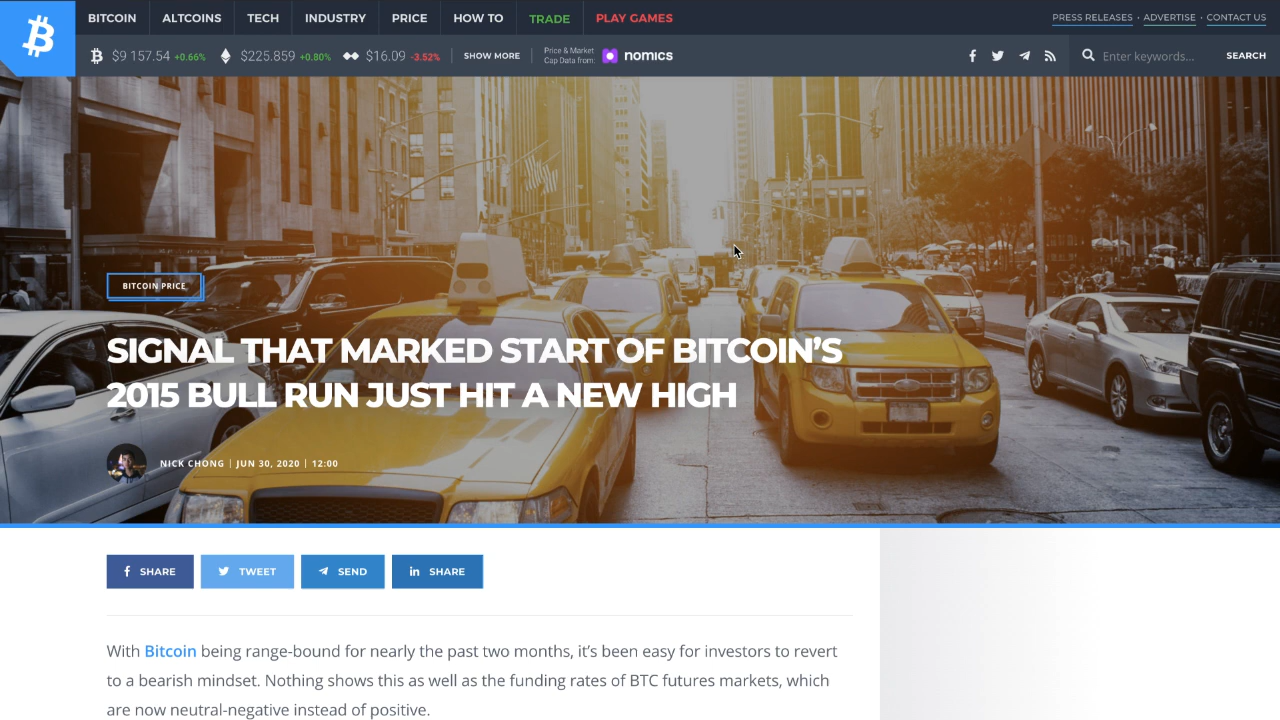 BITCOIN ALTCOINS TECH INDUSTRY PRICE HOW TO TRADE PLAY GAMES PRESS RELEASES · ADVERTISE · CONTACT US
$9 157.54 +0.66% $225.859 +0.80% $16.09 -3.52% SHOW MORE Price & Market Cap Data from: nomics Enter keywords... SEARCH
BITCOIN PRICE
SIGNAL THAT MARKED START OF BITCOIN’S
2015 BULL RUN JUST HIT A NEW HIGH
NICK CHONG | JUN 30, 2020 | 12:00
SHARE TWEET SEND SHARE
With Bitcoin being range-bound for nearly the past two months, it’s been easy for investors to revert
to a bearish mindset. Nothing shows this as well as the funding rates of BTC futures markets, which
are now neutral-negative instead of positive.